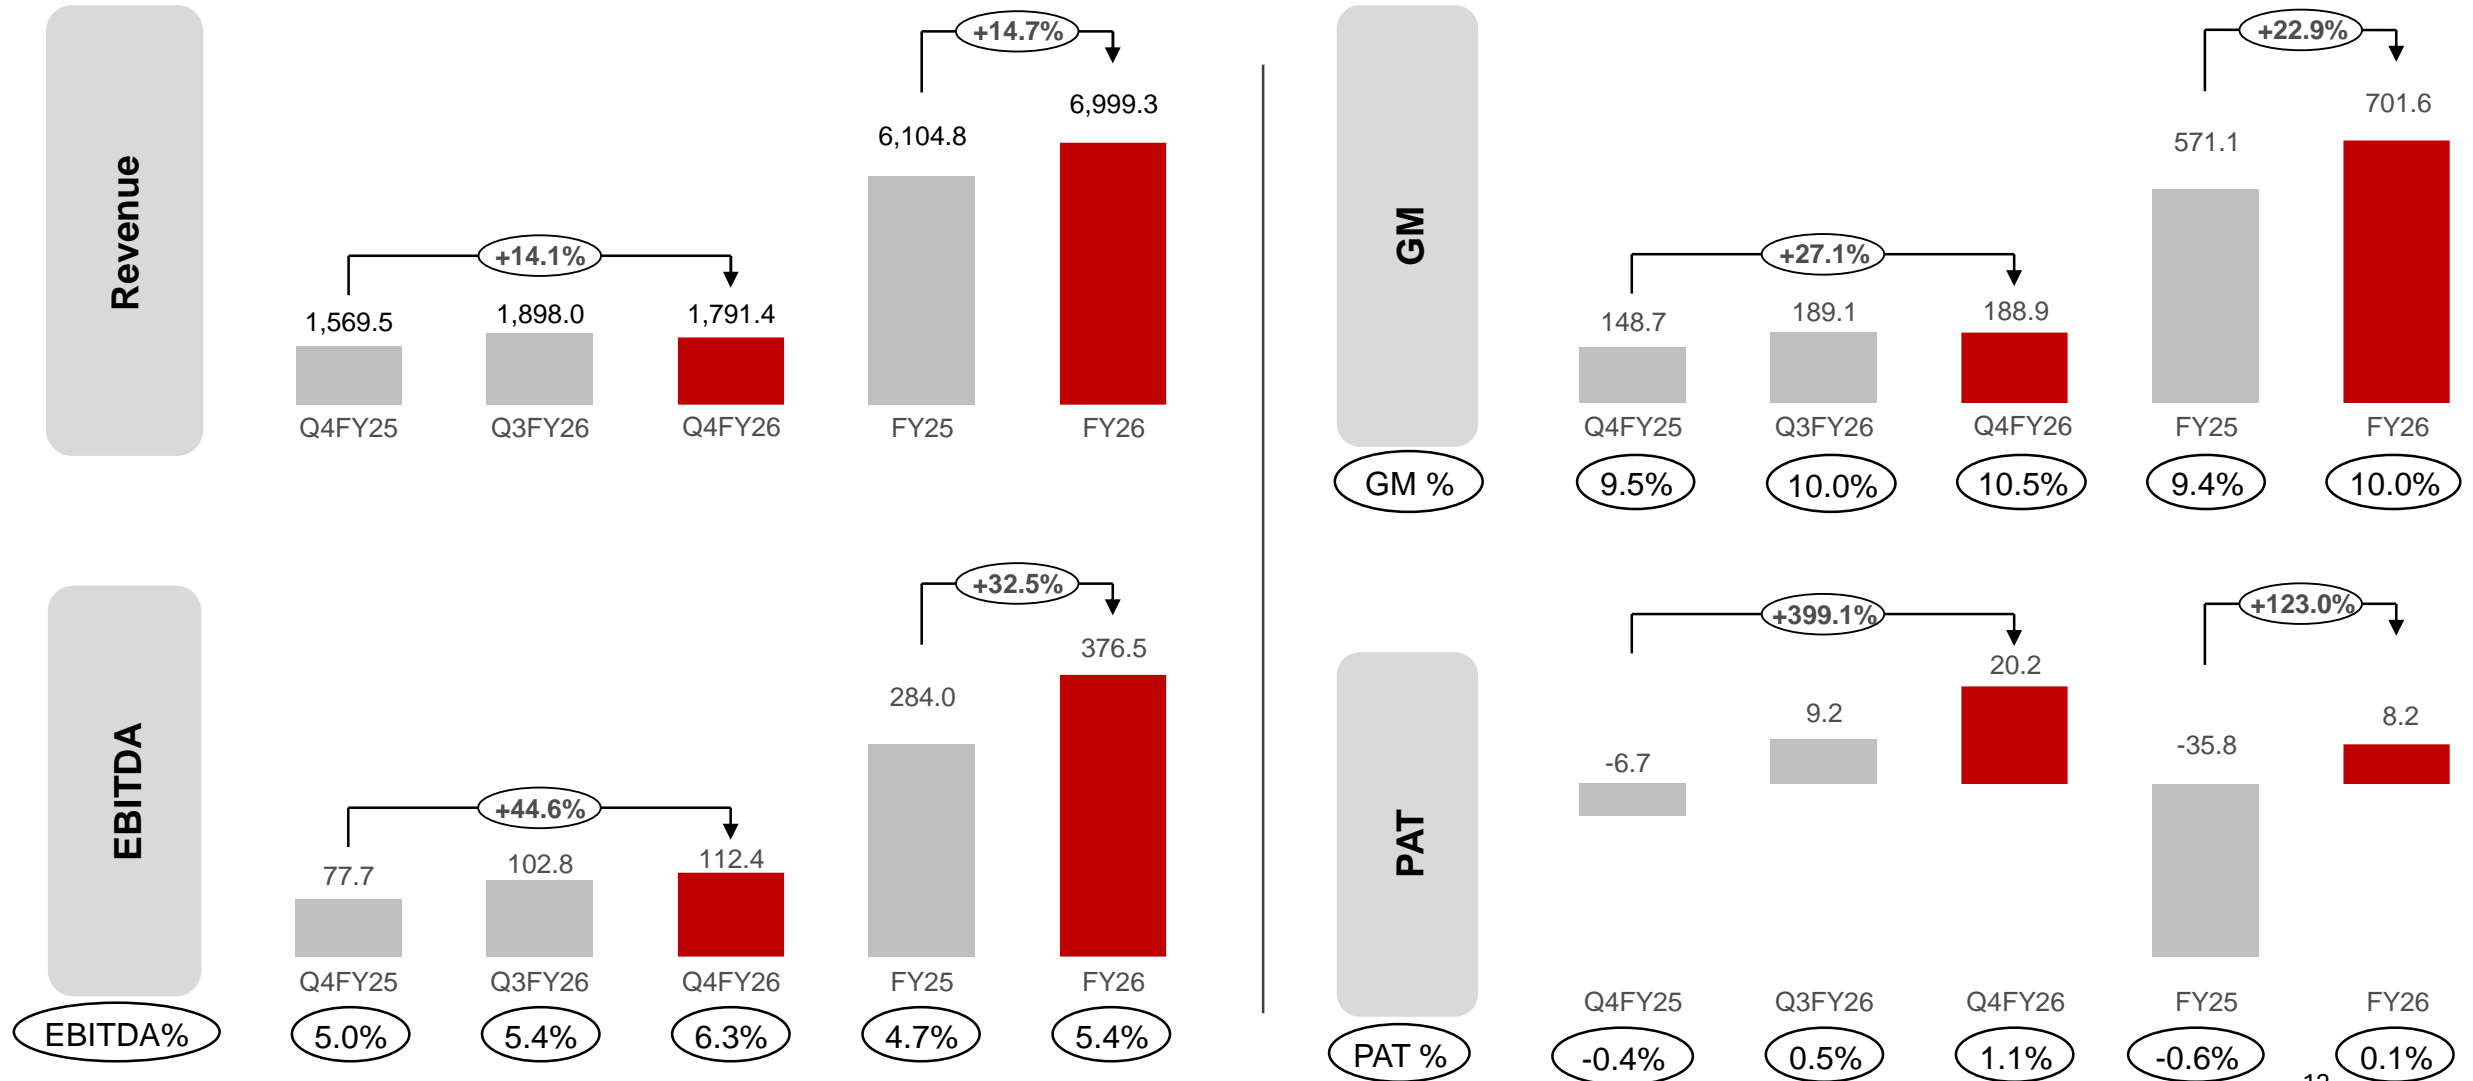 Revenue
+14.7%
6,104.8
6,999.3
+14.1%
1,569.5
1,898.0
1,791.4
Q4FY25 Q3FY26 Q4FY26 FY25 FY26
GM
+22.9%
571.1
701.6
+27.1%
148.7
189.1
188.9
Q4FY25 Q3FY26 Q4FY26 FY25 FY26
GM % 9.5% 10.0% 10.5% 9.4% 10.0%
EBITDA
+32.5%
284.0
376.5
+44.6%
77.7
102.8
112.4
Q4FY25 Q3FY26 Q4FY26 FY25 FY26
EBITDA% 5.0% 5.4% 6.3% 4.7% 5.4%
PAT
+399.1%
+123.0%
-6.7
9.2
20.2
-35.8
8.2
Q4FY25 Q3FY26 Q4FY26 FY25 FY26
PAT % -0.4% 0.5% 1.1% -0.6% 0.1%